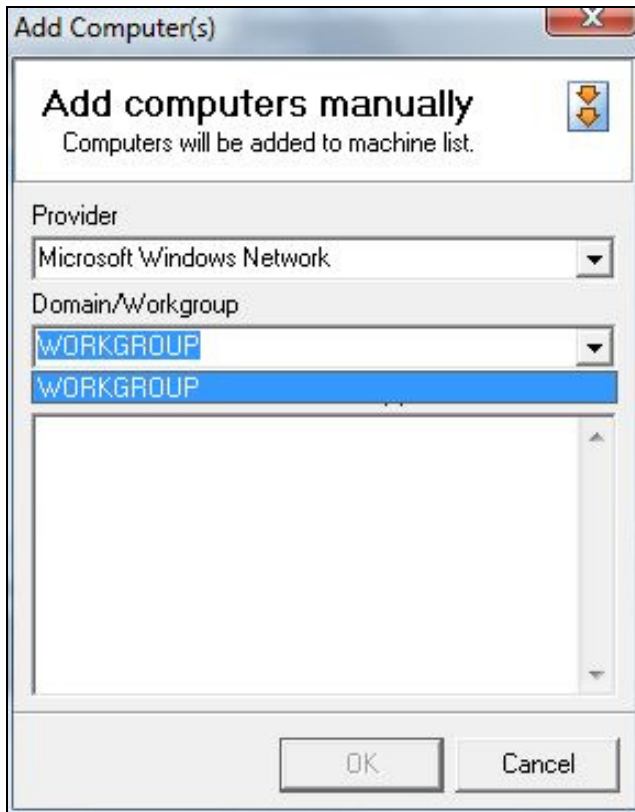 Add Computer(s)
Add computers manually
Computers will be added to machine list.
Provider
Microsoft Windows Network
Domain/Workgroup
WORKGROUP
WORKGROUP
OK
Cancel